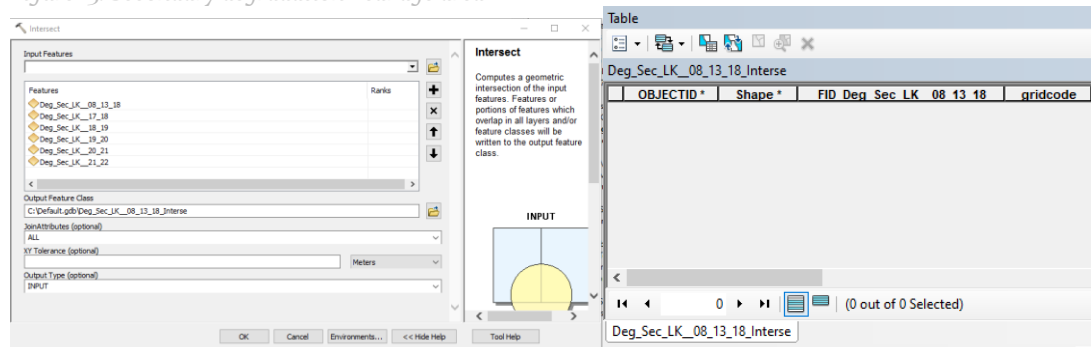 Intersect
Input Features
Features Ranks
Deg_Sec_LK__08_13_18
Deg_Sec_LK__17_18
Deg_Sec_LK__18_19
Deg_Sec_LK__19_20
Deg_Sec_LK__20_21
Deg_Sec_LK__21_22
Output Feature Class
C:\Default.gdb\Deg_Sec_LK__08_13_18_Interse
JoinAttributes (optional)
ALL
XY Tolerance (optional)
Meters
Output Type (optional)
INPUT
OK Cancel Environments... << Hide Help Tool Help
Intersect
Computes a geometric
intersection of the input
features. Features or
portions of features which
overlap in all layers and/or
feature classes will be
written to the output feature
class.
INPUT
Table
Deg_Sec_LK__08_13_18_Interse
OBJECTID * Shape * FID_Deg_Sec_LK__08_13_18 gridcode
0 (0 out of 0 Selected)
Deg_Sec_LK__08_13_18_Interse